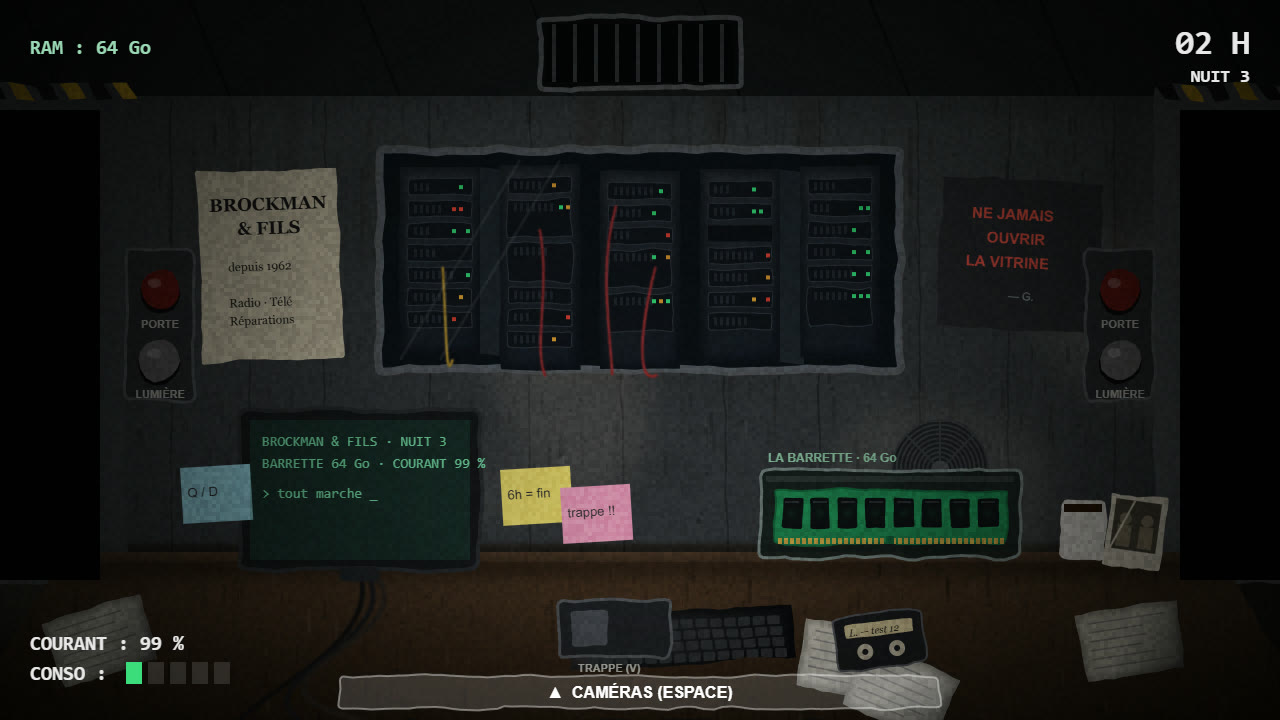 RAM : 64 Go
02 H
NUIT 3
BROCKMAN
& FILS
depuis 1962
Radio · Télé
Réparations
NE JAMAIS
OUVRIR
LA VITRINE
— G.
PORTE
LUMIÈRE
PORTE
LUMIÈRE
BROCKMAN & FILS · NUIT 3
BARRETTE 64 Go · COURANT 99 %
> tout marche _
Q / D
6h = fin
trappe !!
LA BARRETTE · 64 Go
L. — test 12
TRAPPE (V)
COURANT : 99 %
CONSO :
▲ CAMÉRAS (ESPACE)